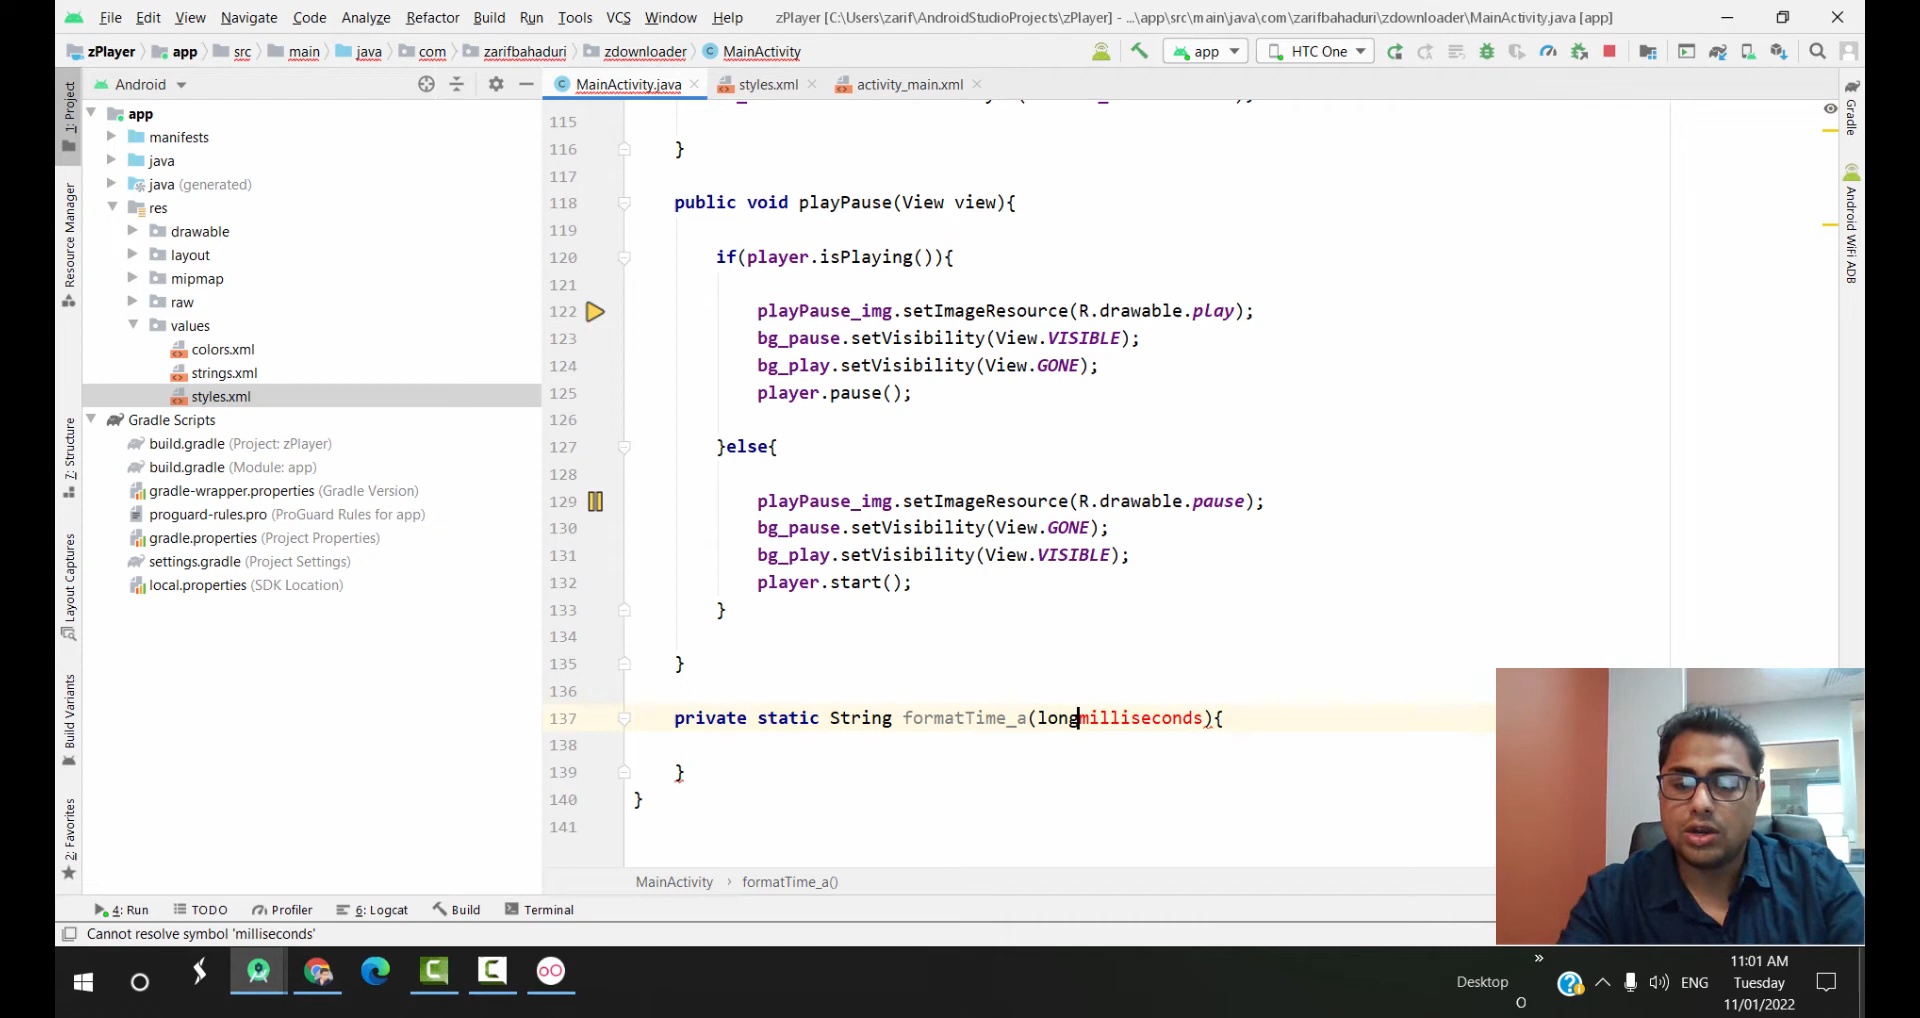 File Edit View Navigate Code Analyze Refactor Build Run Tools VCS Window Help zPlayer [C:\Users\zarif\AndroidStudioProjects\zPlayer] - ...\app\src\main\java\com\zarifbahaduri\zdownloader\MainActivity.java [app]
zPlayer app src main java com zarifbahaduri zdownloader MainActivity app HTC One
Android MainActivity.java styles.xml activity_main.xml
1: Project
Resource Manager
7: Structure
Layout Captures
Build Variants
2: Favorites
app
manifests
java
java (generated)
res
drawable
layout
mipmap
raw
values
colors.xml
strings.xml
styles.xml
Gradle Scripts
build.gradle (Project: zPlayer)
build.gradle (Module: app)
gradle-wrapper.properties (Gradle Version)
proguard-rules.pro (ProGuard Rules for app)
gradle.properties (Project Properties)
settings.gradle (Project Settings)
local.properties (SDK Location)
115
116 }
117
118 public void playPause(View view){
119
120 if(player.isPlaying()){
121
122 playPause_img.setImageResource(R.drawable.play);
123 bg_pause.setVisibility(View.VISIBLE);
124 bg_play.setVisibility(View.GONE);
125 player.pause();
126
127 }else{
128
129 playPause_img.setImageResource(R.drawable.pause);
130 bg_pause.setVisibility(View.GONE);
131 bg_play.setVisibility(View.VISIBLE);
132 player.start();
133 }
134
135 }
136
137 private static String formatTime_a(longmilliseconds){
138
139 }
140 }
141
Gradle
Android WiFi ADB
MainActivity › formatTime_a()
4: Run TODO Profiler 6: Logcat Build Terminal
Cannot resolve symbol 'milliseconds'
Desktop » ENG
11:01 AM
Tuesday
11/01/2022